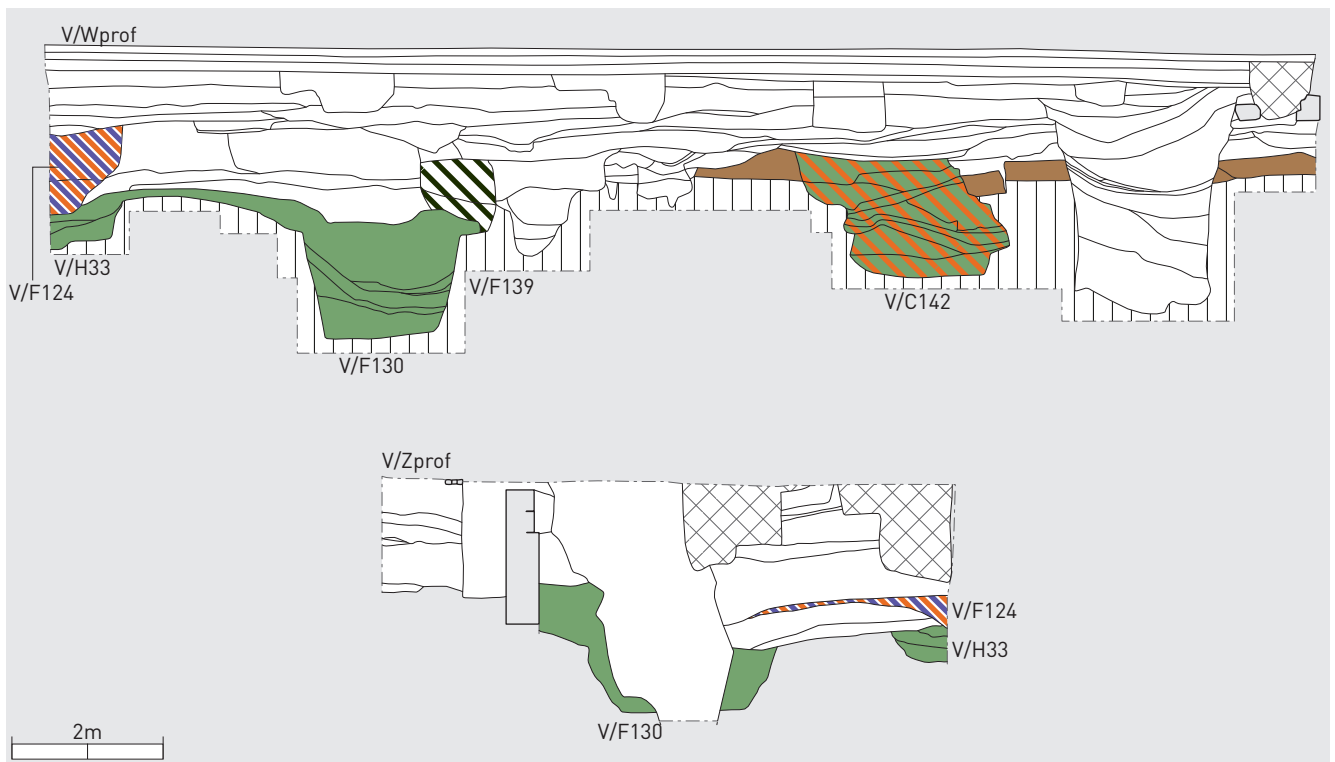 V/Wprof
V/H33
V/F124
V/F139
V/C142
V/F130
V/Zprof
V/F124
V/H33
V/F130
2m